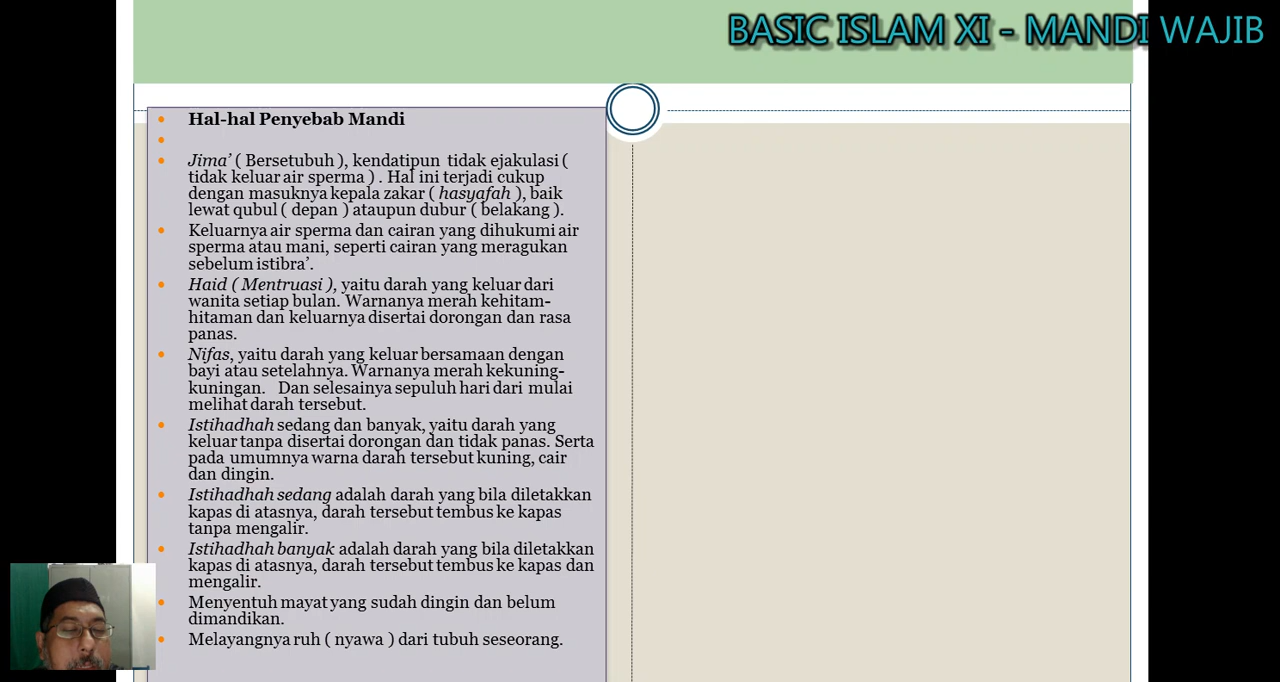 BASIC ISLAM XI - MANDI WAJIB
Hal-hal Penyebab Mandi
Jima’ ( Bersetubuh ), kendatipun tidak ejakulasi (
tidak keluar air sperma ) . Hal ini terjadi cukup
dengan masuknya kepala zakar ( hasyafah ), baik
lewat qubul ( depan ) ataupun dubur ( belakang ).
Keluarnya air sperma dan cairan yang dihukumi air
sperma atau mani, seperti cairan yang meragukan
sebelum istibra’.
Haid ( Mentruasi ), yaitu darah yang keluar dari
wanita setiap bulan. Warnanya merah kehitam-
hitaman dan keluarnya disertai dorongan dan rasa
panas.
Nifas, yaitu darah yang keluar bersamaan dengan
bayi atau setelahnya. Warnanya merah kekuning-
kuningan. Dan selesainya sepuluh hari dari mulai
melihat darah tersebut.
Istihadhah sedang dan banyak, yaitu darah yang
keluar tanpa disertai dorongan dan tidak panas. Serta
pada umumnya warna darah tersebut kuning, cair
dan dingin.
Istihadhah sedang adalah darah yang bila diletakkan
kapas di atasnya, darah tersebut tembus ke kapas
tanpa mengalir.
Istihadhah banyak adalah darah yang bila diletakkan
kapas di atasnya, darah tersebut tembus ke kapas dan
mengalir.
Menyentuh mayat yang sudah dingin dan belum
dimandikan.
Melayangnya ruh ( nyawa ) dari tubuh seseorang.